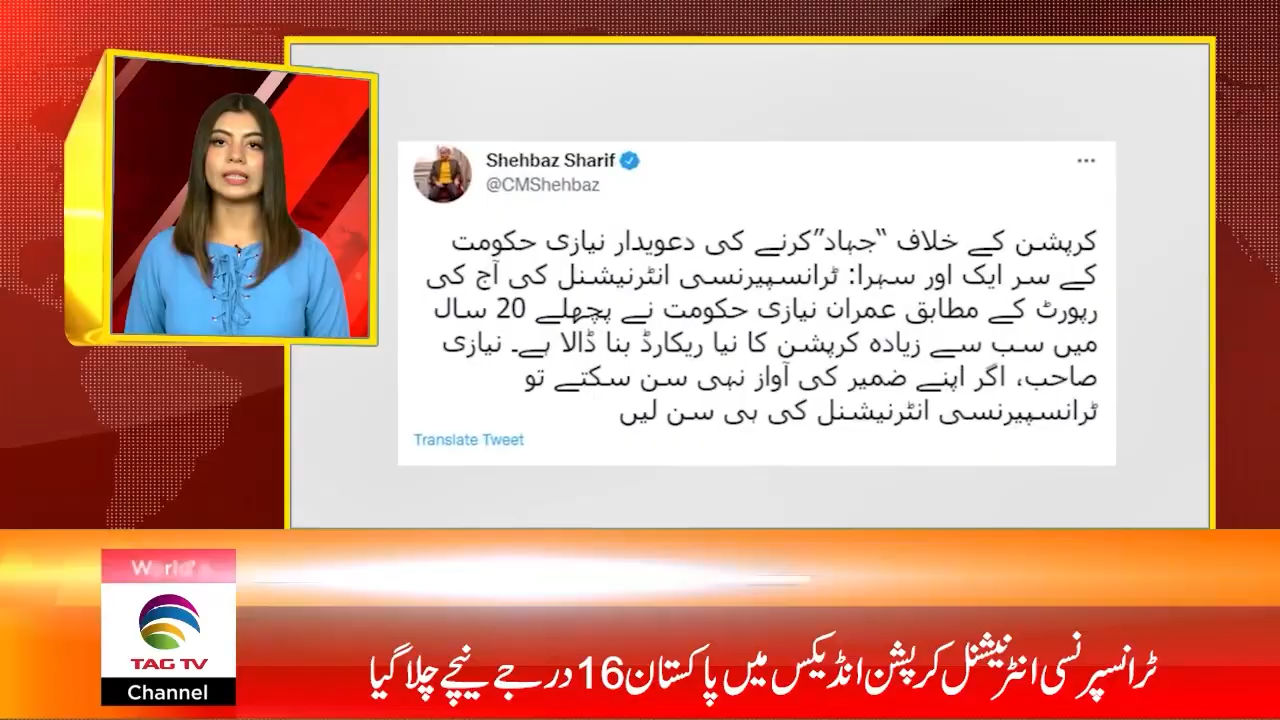 Shehbaz Sharif
@CMShehbaz
کرپشن کے خلاف “جہاد”کرنے کی دعویدار نیازی حکومت
کے سر ایک اور سہرا: ٹرانسپیرنسی انٹرنیشنل کی آج کی
رپورٹ کے مطابق عمران نیازی حکومت نے پچھلے 20 سال
میں سب سے زیادہ کرپشن کا نیا ریکارڈ بنا ڈالا ہے۔ نیازی
صاحب، اگر اپنے ضمیر کی آواز نہی سن سکتے تو
ٹرانسپیرنسی انٹرنیشنل کی ہی سن لیں
Translate Tweet
TAG TV
Channel
ٹرانسپرنسی انٹرنیشنل کرپشن انڈیکس میں پاکستان 16 درجے نیچے چلا گیا